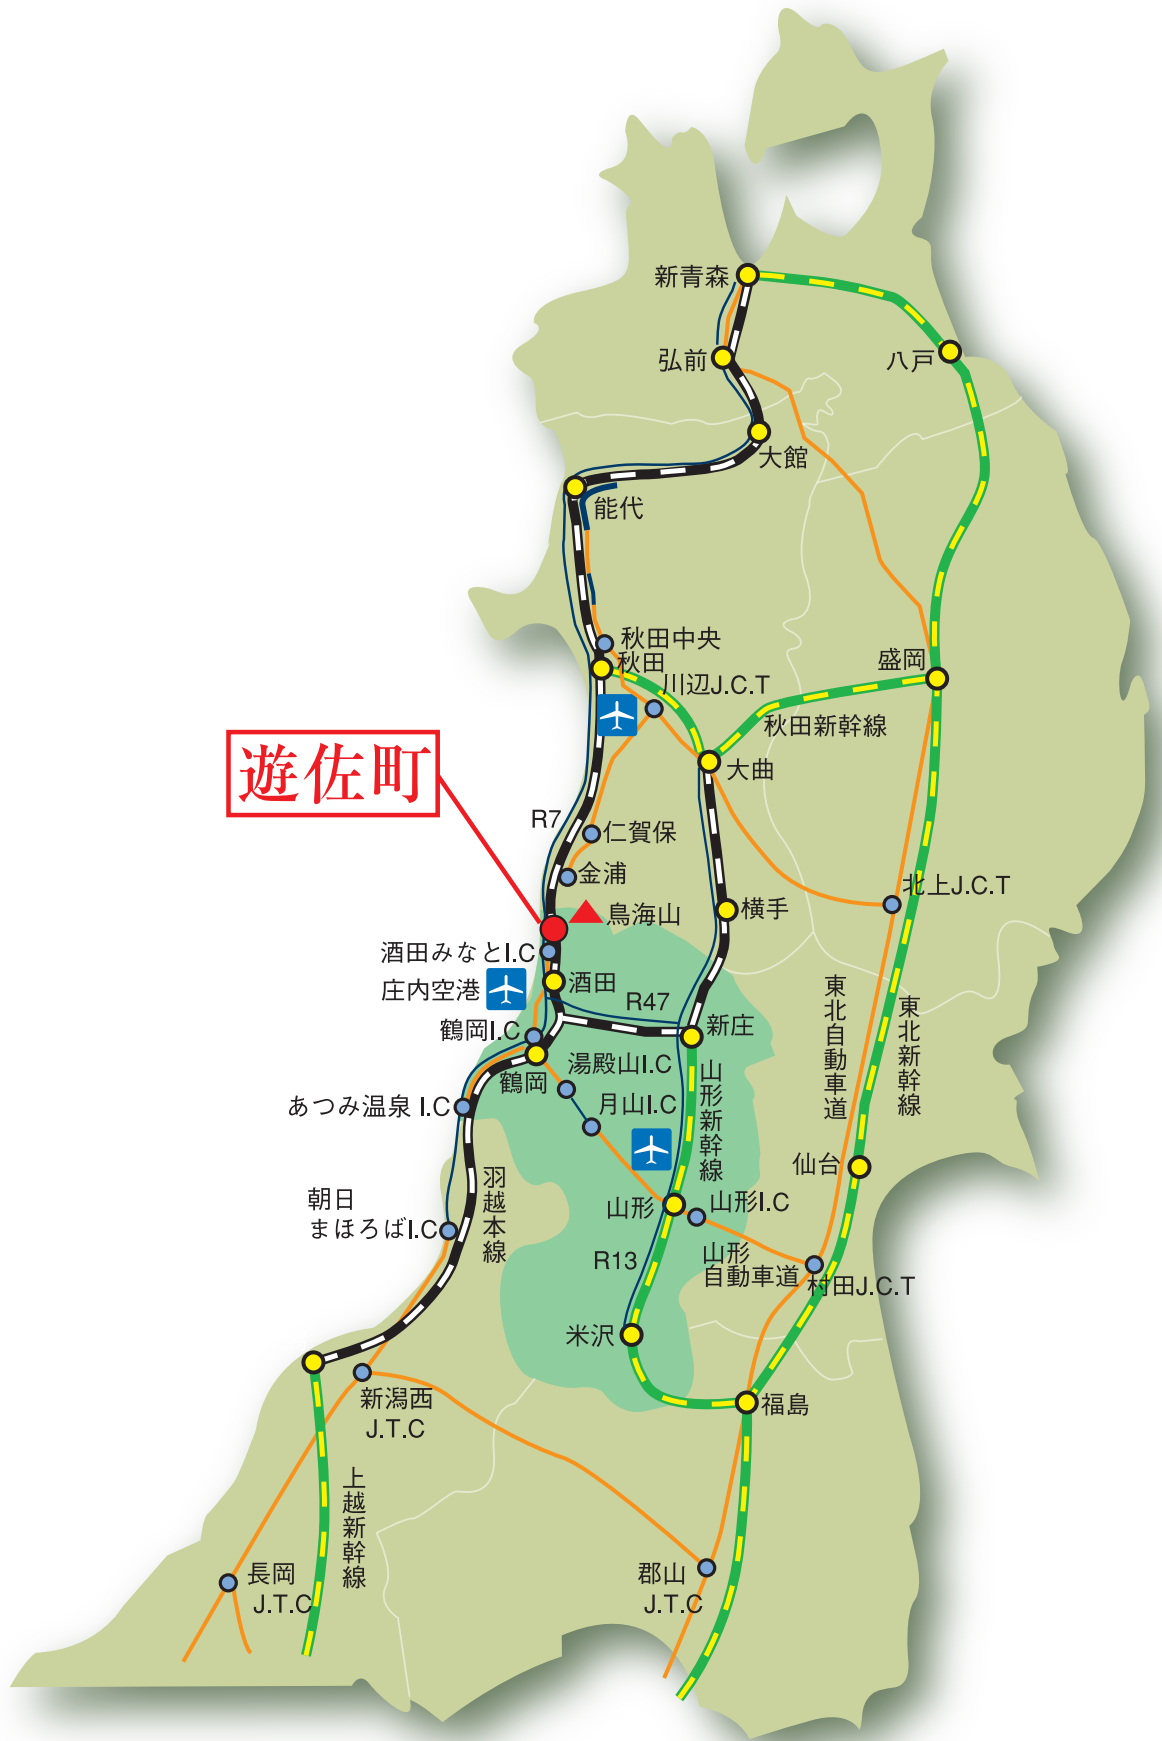 新青森
弘前
八戸
大館
能代
秋田中央
秋田
川辺J.C.T
盛岡
秋田新幹線
大曲
遊佐町
R7
仁賀保
金浦
北上J.C.T
横手
鳥海山
酒田みなとI.C
庄内空港
酒田
R47
東北自動車道
東北新幹線
鶴岡I.C
新庄
鶴岡
湯殿山I.C
山形新幹線
あつみ温泉 I.C
月山I.C
仙台
羽越本線
朝日
まほろばI.C
山形
山形I.C
R13
山形
自動車道
村田J.C.T
米沢
新潟西
J.T.C
福島
上越新幹線
長岡
J.T.C
郡山
J.T.C